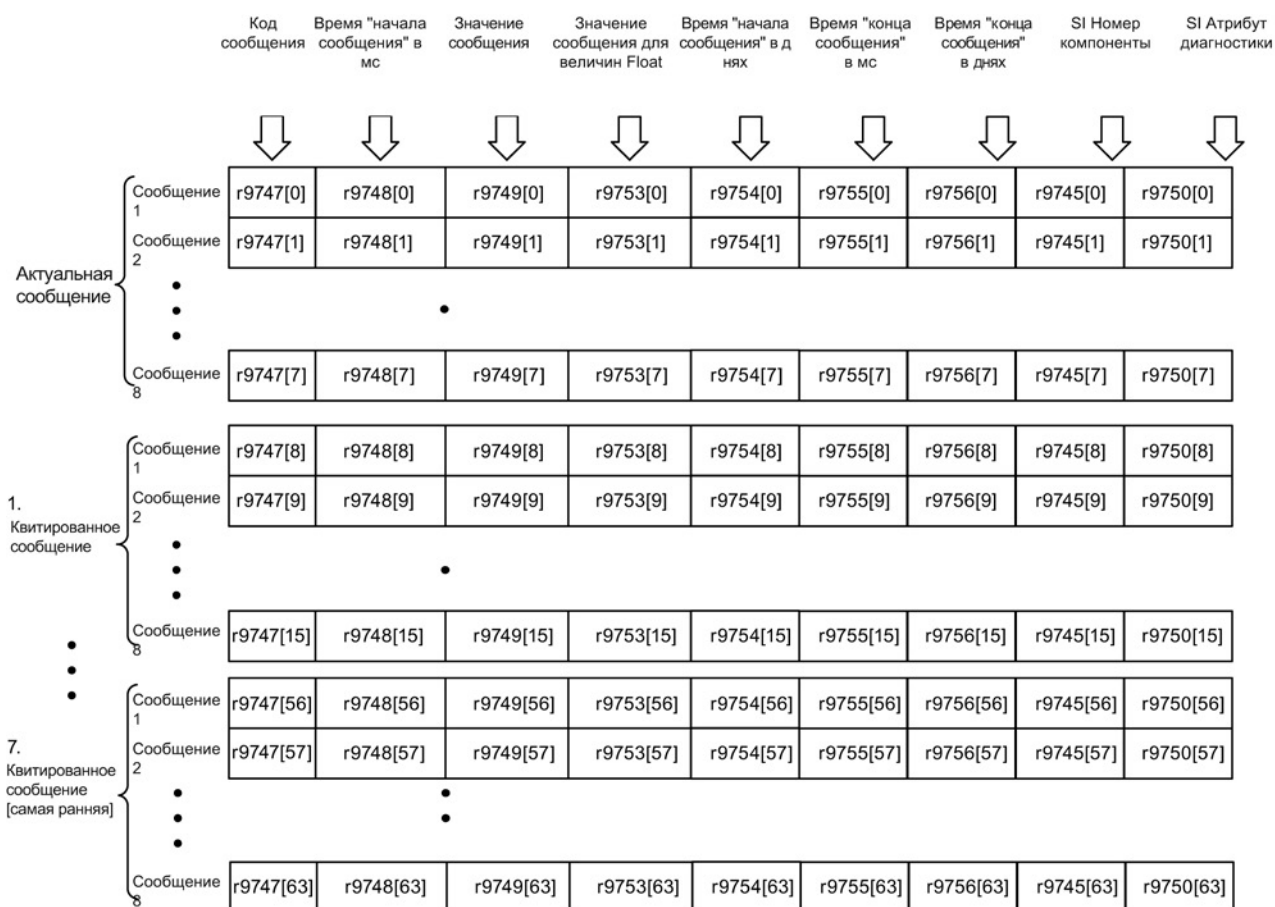 Код
сообщения
Время "начала
сообщения" в
мс
Значение
сообщения
Значение
сообщения для
величин Float
Время "начала
сообщения" в д
нях
Время "конца
сообщения"
в мс
Время "конца
сообщения"
в днях
SI Номер
компоненты
SI Атрибут
диагностики
Актуальная
сообщение
Сообщение
1
r9747[0] r9748[0] r9749[0] r9753[0] r9754[0] r9755[0] r9756[0] r9745[0] r9750[0]
Сообщение
2
r9747[1] r9748[1] r9749[1] r9753[1] r9754[1] r9755[1] r9756[1] r9745[1] r9750[1]
Сообщение
8
r9747[7] r9748[7] r9749[7] r9753[7] r9754[7] r9755[7] r9756[7] r9745[7] r9750[7]
1.
Квитированное
сообщение
Сообщение
1
r9747[8] r9748[8] r9749[8] r9753[8] r9754[8] r9755[8] r9756[8] r9745[8] r9750[8]
Сообщение
2
r9747[9] r9748[9] r9749[9] r9753[9] r9754[9] r9755[9] r9756[9] r9745[9] r9750[9]
Сообщение
8
r9747[15] r9748[15] r9749[15] r9753[15] r9754[15] r9755[15] r9756[15] r9745[15] r9750[15]
7.
Квитированное
сообщение
[самая ранняя]
Сообщение
1
r9747[56] r9748[56] r9749[56] r9753[56] r9754[56] r9755[56] r9756[56] r9745[56] r9750[56]
Сообщение
2
r9747[57] r9748[57] r9749[57] r9753[57] r9754[57] r9755[57] r9756[57] r9745[57] r9750[57]
Сообщение
8
r9747[63] r9748[63] r9749[63] r9753[63] r9754[63] r9755[63] r9756[63] r9745[63] r9750[63]